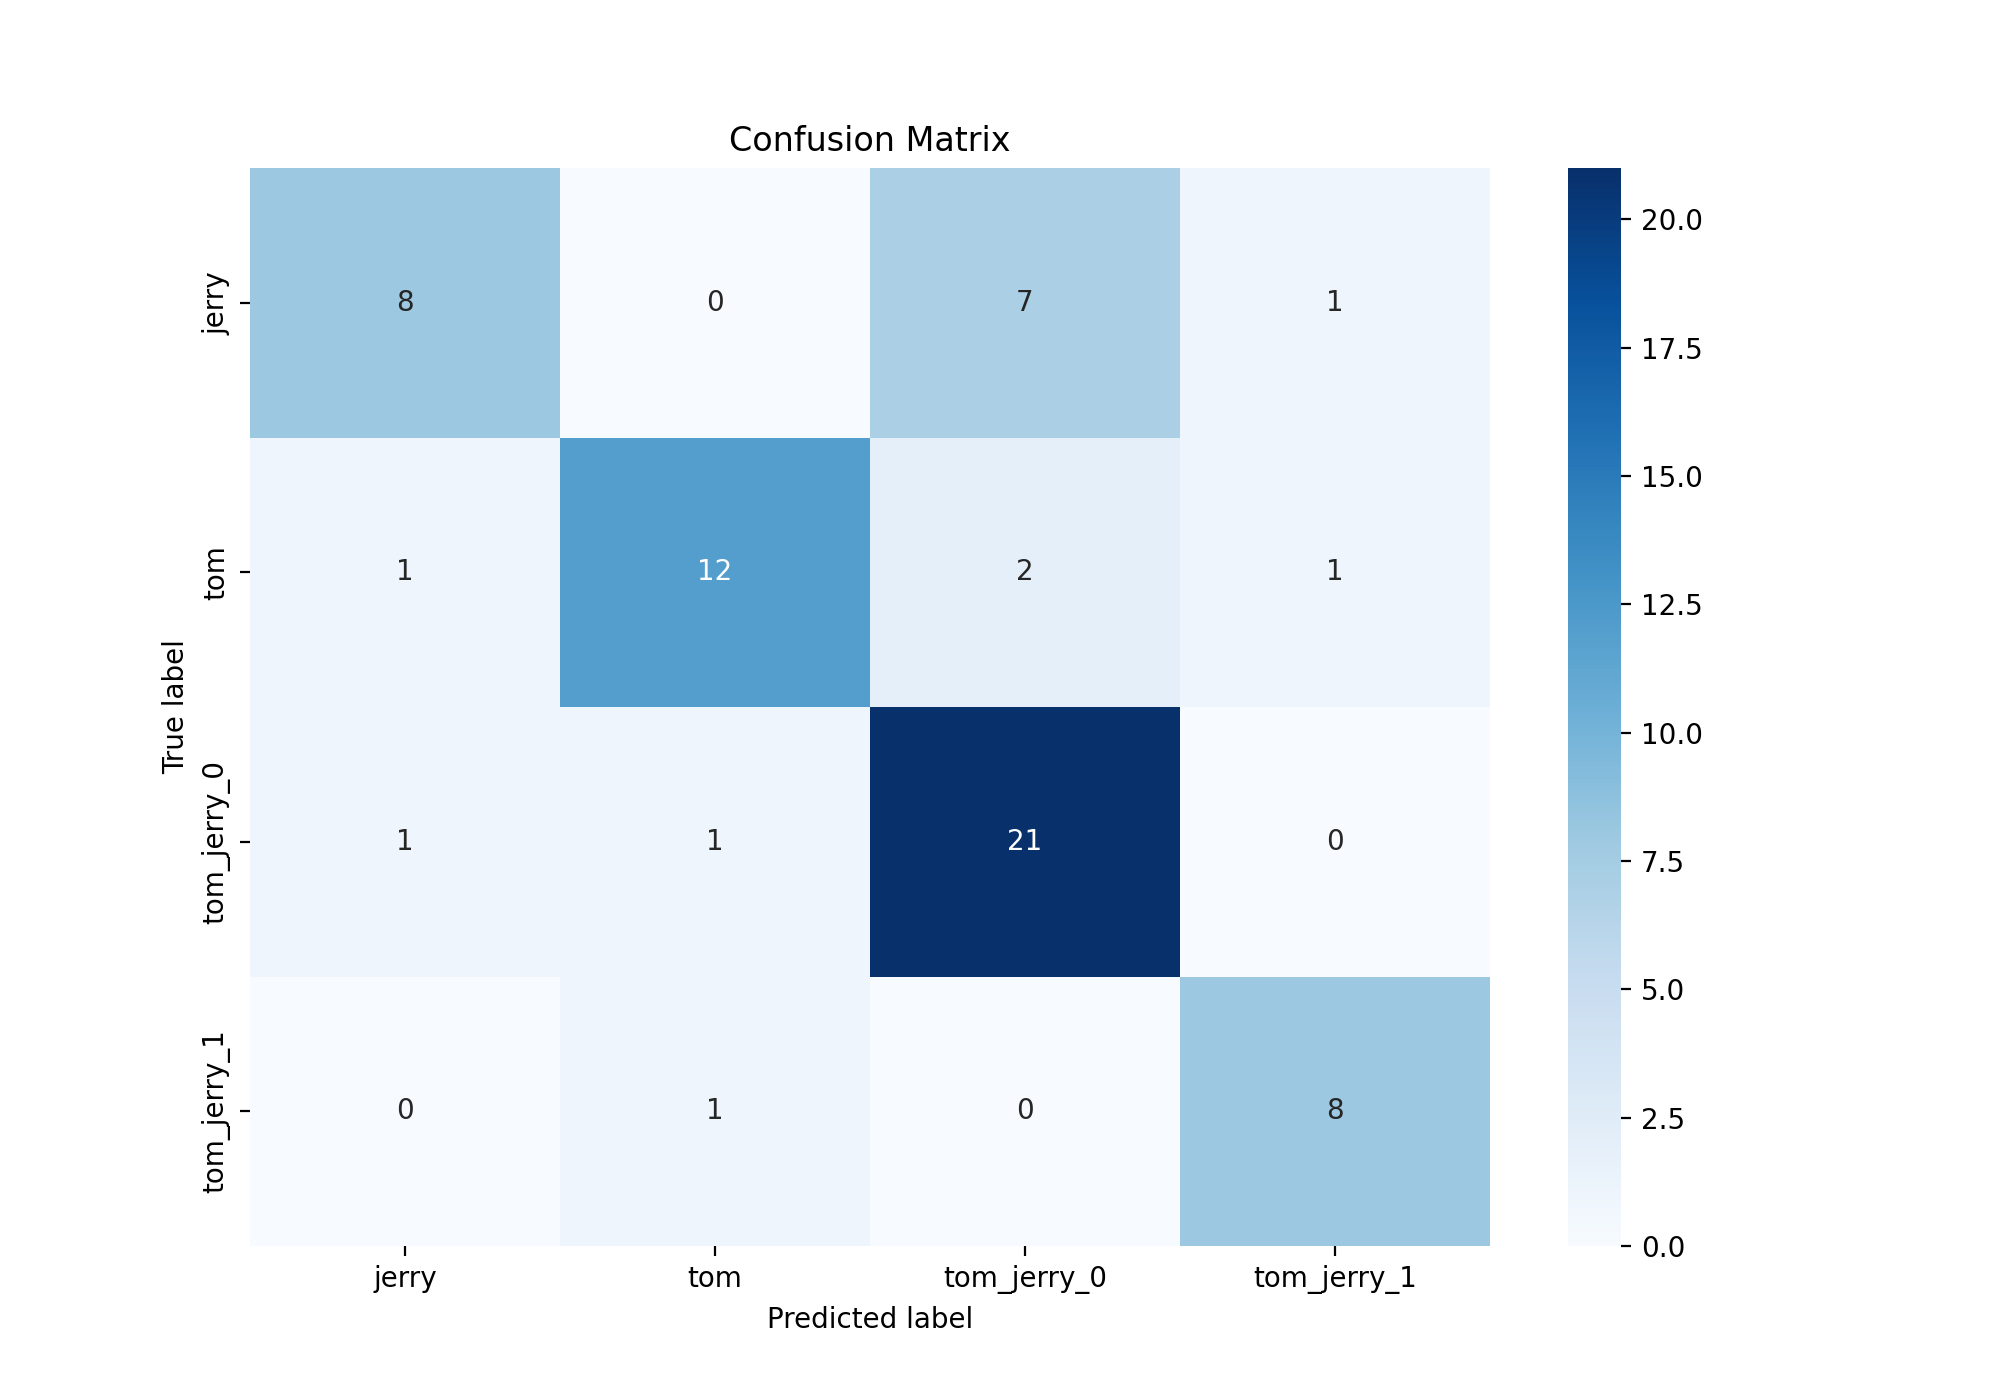 Confusion Matrix
True label
jerry
8 0 7 1
tom
1 12 2 1
tom_jerry_0
1 1 21 0
tom_jerry_1
0 1 0 8
jerry tom tom_jerry_0 tom_jerry_1
Predicted label
20.0
17.5
15.0
12.5
10.0
7.5
5.0
2.5
0.0